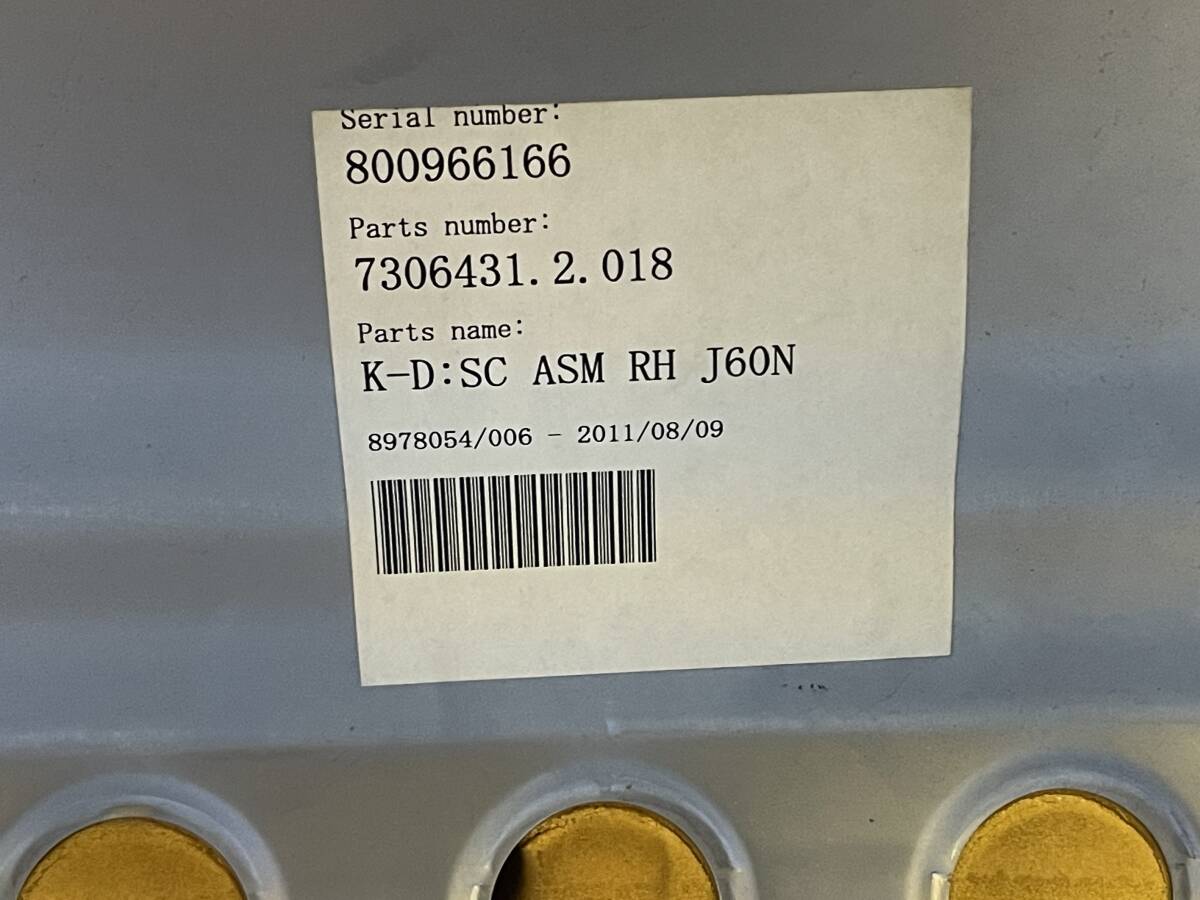 Serial number:
800966166
Parts number:
7306431.2.018
Parts name:
K-D:SC ASM RH J60N
8978054/006 - 2011/08/09